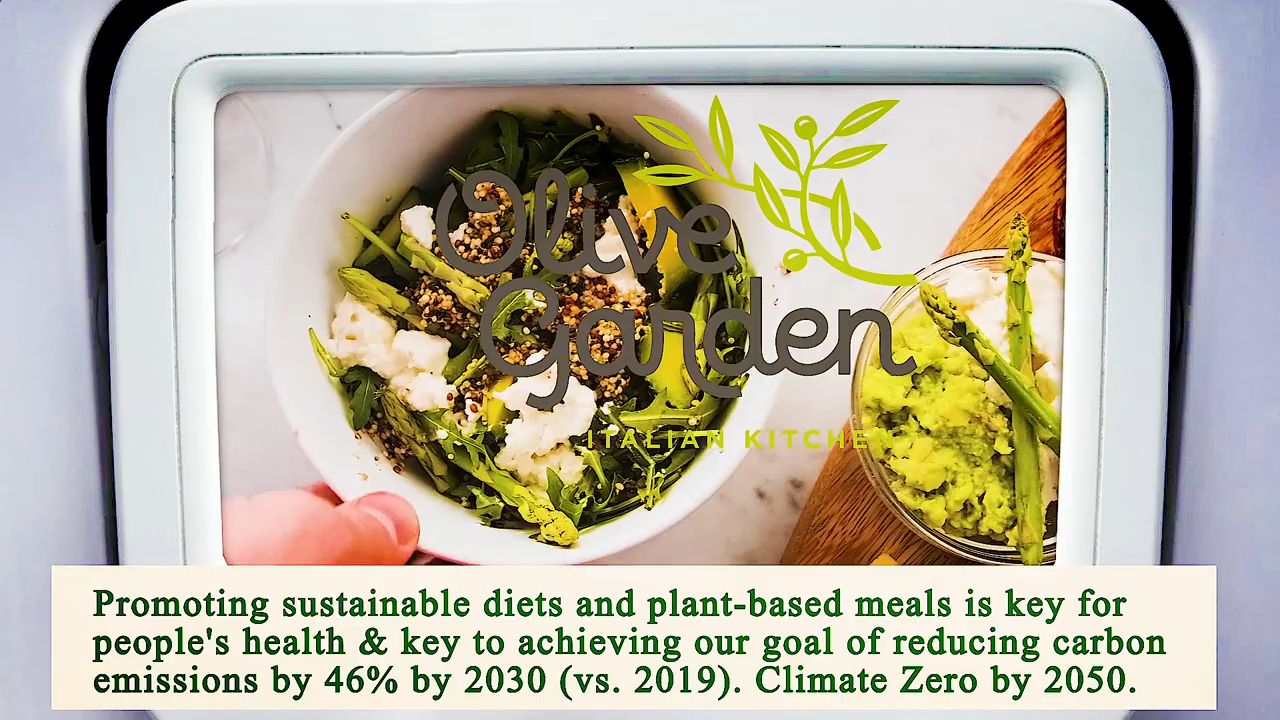 Olive
Garden
ITALIAN KITCHEN
Promoting sustainable diets and plant-based meals is key for
people's health & key to achieving our goal of reducing carbon
emissions by 46% by 2030 (vs. 2019). Climate Zero by 2050.